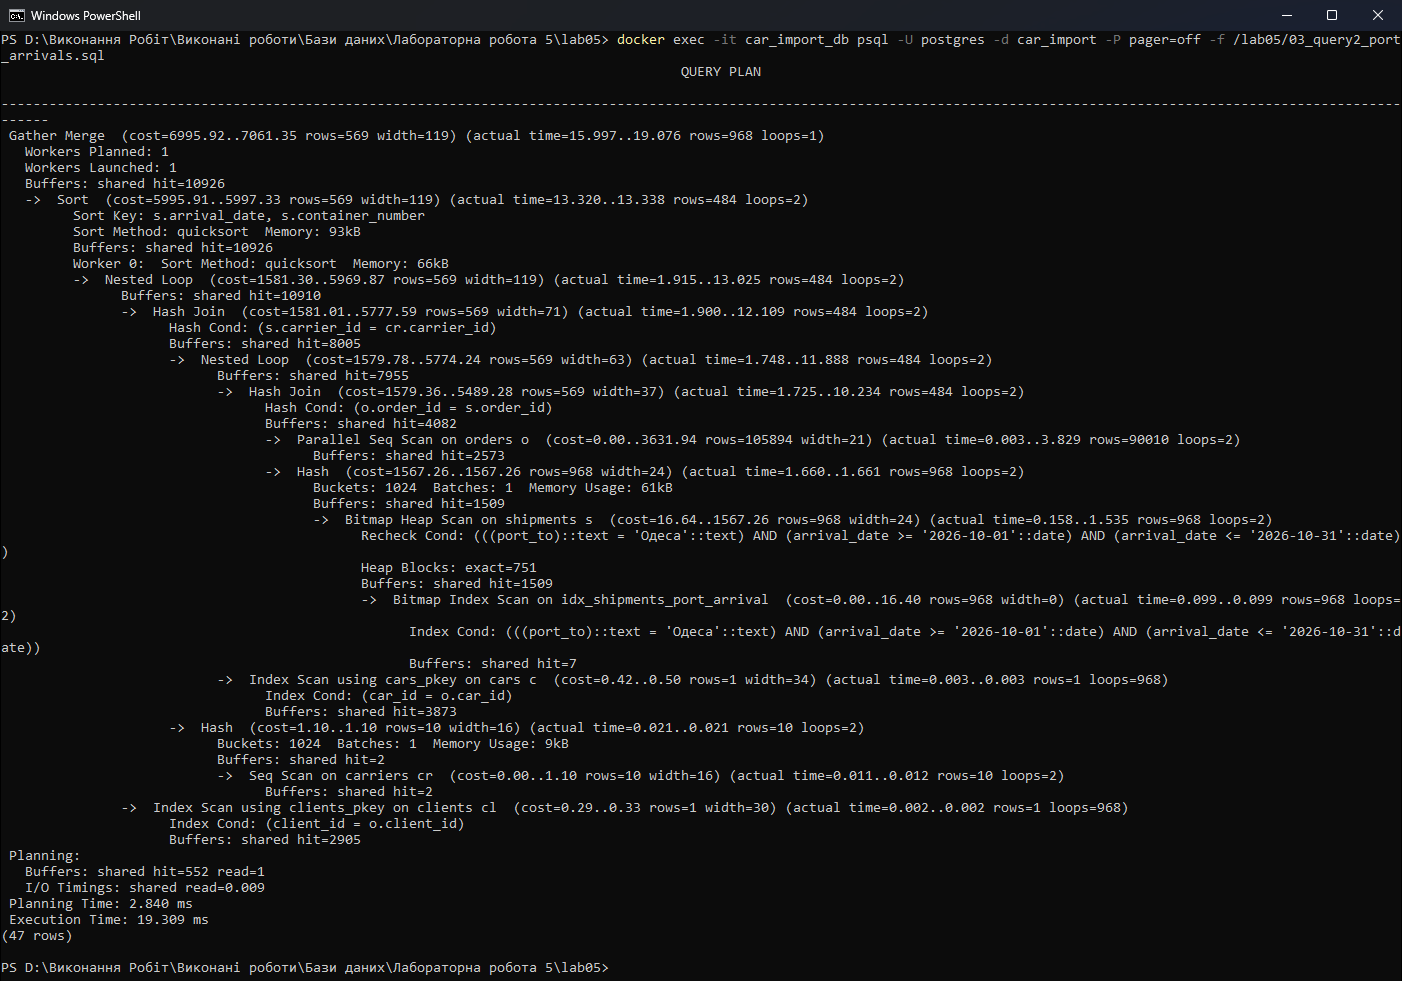 Windows PowerShell
PS D:\Виконання Робіт\Виконані роботи\Бази даних\Лабораторна робота 5\lab05> docker exec -it car_import_db psql -U postgres -d car_import -P pager=off -f /lab05/03_query2_port
_arrivals.sql
QUERY PLAN
-------------------------------------------------------------------------------------------------------------------------------------------------------------------------------
------
Gather Merge  (cost=6995.92..7061.35 rows=569 width=119) (actual time=15.997..19.076 rows=968 loops=1)
  Workers Planned: 1
  Workers Launched: 1
  Buffers: shared hit=10926
  ->  Sort  (cost=5995.91..5997.33 rows=569 width=119) (actual time=13.320..13.338 rows=484 loops=2)
        Sort Key: s.arrival_date, s.container_number
        Sort Method: quicksort  Memory: 93kB
        Buffers: shared hit=10926
        Worker 0:  Sort Method: quicksort  Memory: 66kB
        ->  Nested Loop  (cost=1581.30..5969.87 rows=569 width=119) (actual time=1.915..13.025 rows=484 loops=2)
              Buffers: shared hit=10910
              ->  Hash Join  (cost=1581.01..5777.59 rows=569 width=71) (actual time=1.900..12.109 rows=484 loops=2)
                    Hash Cond: (s.carrier_id = cr.carrier_id)
                    Buffers: shared hit=8005
                    ->  Nested Loop  (cost=1579.78..5774.24 rows=569 width=63) (actual time=1.748..11.888 rows=484 loops=2)
                          Buffers: shared hit=7955
                          ->  Hash Join  (cost=1579.36..5489.28 rows=569 width=37) (actual time=1.725..10.234 rows=484 loops=2)
                                Hash Cond: (o.order_id = s.order_id)
                                Buffers: shared hit=4082
                                ->  Parallel Seq Scan on orders o  (cost=0.00..3631.94 rows=105894 width=21) (actual time=0.003..3.829 rows=90010 loops=2)
                                      Buffers: shared hit=2573
                                ->  Hash  (cost=1567.26..1567.26 rows=968 width=24) (actual time=1.660..1.661 rows=968 loops=2)
                                      Buckets: 1024  Batches: 1  Memory Usage: 61kB
                                      Buffers: shared hit=1509
                                      ->  Bitmap Heap Scan on shipments s  (cost=16.64..1567.26 rows=968 width=24) (actual time=0.158..1.535 rows=968 loops=2)
                                            Recheck Cond: (((port_to)::text = 'Одеса'::text) AND (arrival_date >= '2026-10-01'::date) AND (arrival_date <= '2026-10-31'::date)
)
                                            Heap Blocks: exact=751
                                            Buffers: shared hit=1509
                                            ->  Bitmap Index Scan on idx_shipments_port_arrival  (cost=0.00..16.40 rows=968 width=0) (actual time=0.099..0.099 rows=968 loops=
2)
                                                  Index Cond: (((port_to)::text = 'Одеса'::text) AND (arrival_date >= '2026-10-01'::date) AND (arrival_date <= '2026-10-31'::d
ate))
                                                  Buffers: shared hit=7
                          ->  Index Scan using cars_pkey on cars c  (cost=0.42..0.50 rows=1 width=34) (actual time=0.003..0.003 rows=1 loops=968)
                                Index Cond: (car_id = o.car_id)
                                Buffers: shared hit=3873
                    ->  Hash  (cost=1.10..1.10 rows=10 width=16) (actual time=0.021..0.021 rows=10 loops=2)
                          Buckets: 1024  Batches: 1  Memory Usage: 9kB
                          Buffers: shared hit=2
                          ->  Seq Scan on carriers cr  (cost=0.00..1.10 rows=10 width=16) (actual time=0.011..0.012 rows=10 loops=2)
                                Buffers: shared hit=2
              ->  Index Scan using clients_pkey on clients cl  (cost=0.29..0.33 rows=1 width=30) (actual time=0.002..0.002 rows=1 loops=968)
                    Index Cond: (client_id = o.client_id)
                    Buffers: shared hit=2905
Planning:
  Buffers: shared hit=552 read=1
  I/O Timings: shared read=0.009
Planning Time: 2.840 ms
Execution Time: 19.309 ms
(47 rows)
PS D:\Виконання Робіт\Виконані роботи\Бази даних\Лабораторна робота 5\lab05>